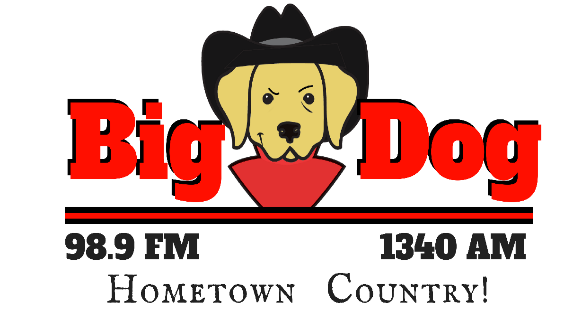 Big Dog
98.9 FM 1340 AM
Hometown Country!